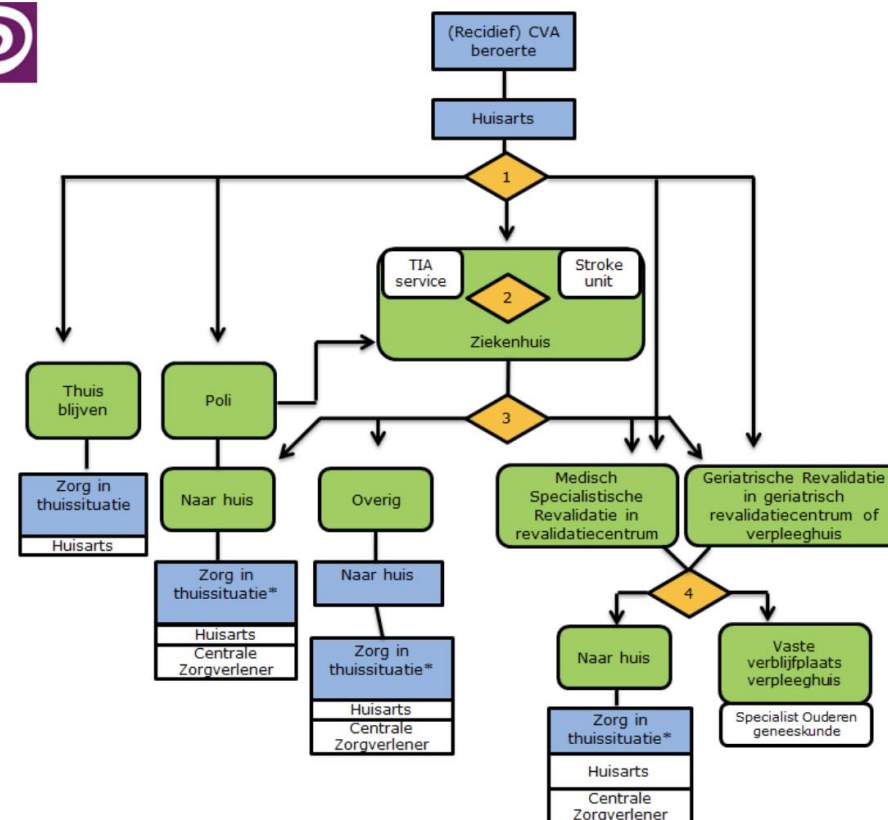 (Recidief) CVA
beroerte
Huisarts
1
TIA
service
Stroke
unit
2
Ziekenhuis
Thuis
blijven
Poli
3
Zorg in
thuissituatie
Huisarts
Naar huis
Overig
Medisch
Specialistische
Revalidatie in
revalidatiecentrum
Geriatrische Revalidatie
in geriatrisch
revalidatiecentrum of
verpleeghuis
Zorg in
thuissituatie*
Huisarts
Centrale
Zorgverlener
Naar huis
4
Zorg in
thuissituatie*
Huisarts
Centrale
Zorgverlener
Naar huis
Vaste
verblijfplaats
verpleeghuis
Specialist Ouderen
geneeskunde
Zorg in
thuissituatie*
Huisarts
Centrale
Zorgverlener